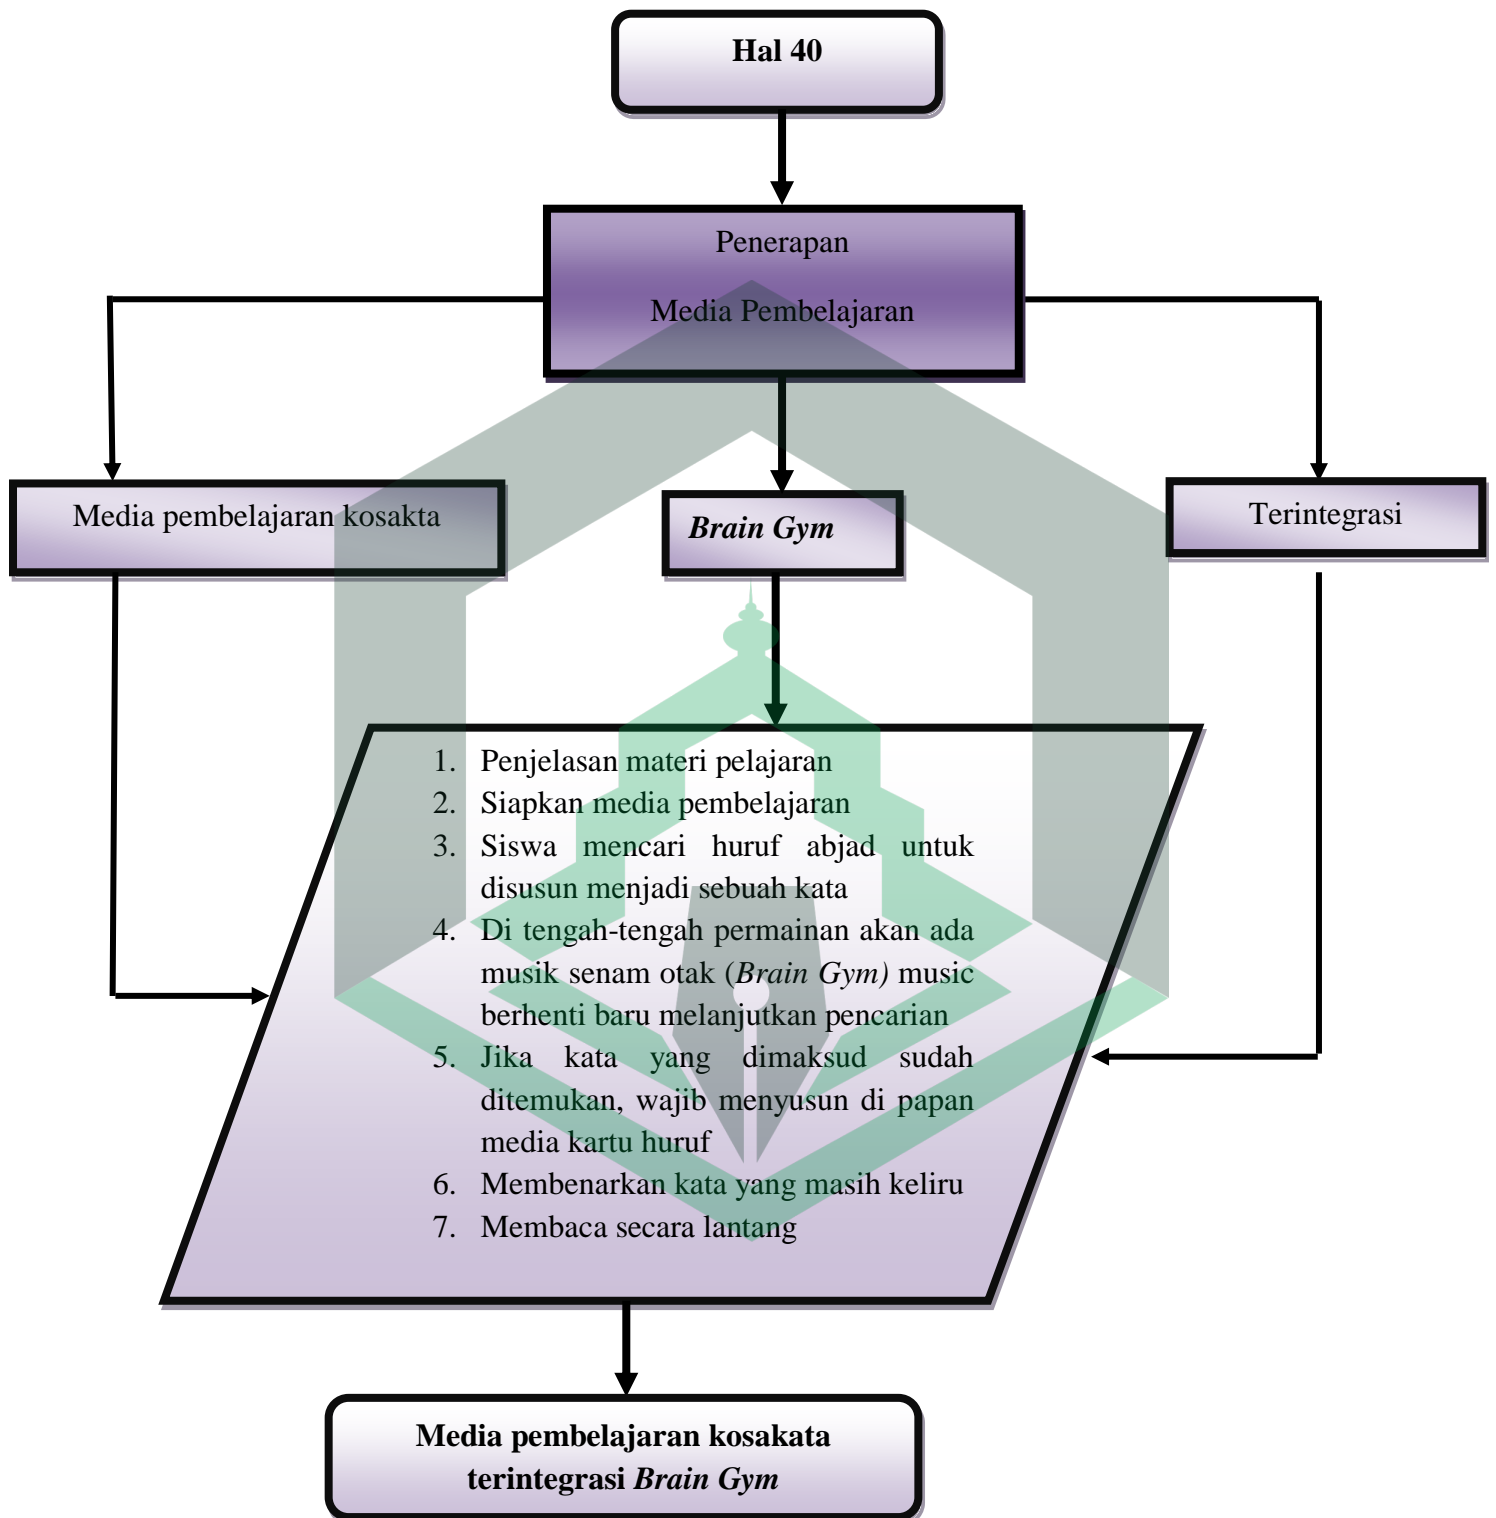 Hal 40
Penerapan
Media Pembelajaran
Media pembelajaran kosakta
Brain Gym
Terintegrasi
1. Penjelasan materi pelajaran
2. Siapkan media pembelajaran
3. Siswa mencari huruf abjad untuk
disusun menjadi sebuah kata
4. Di tengah-tengah permainan akan ada
musik senam otak (Brain Gym) music
berhenti baru melanjutkan pencarian
5. Jika kata yang dimaksud sudah
ditemukan, wajib menyusun di papan
media kartu huruf
6. Membenarkan kata yang masih keliru
7. Membaca secara lantang
Media pembelajaran kosakata
terintegrasi Brain Gym